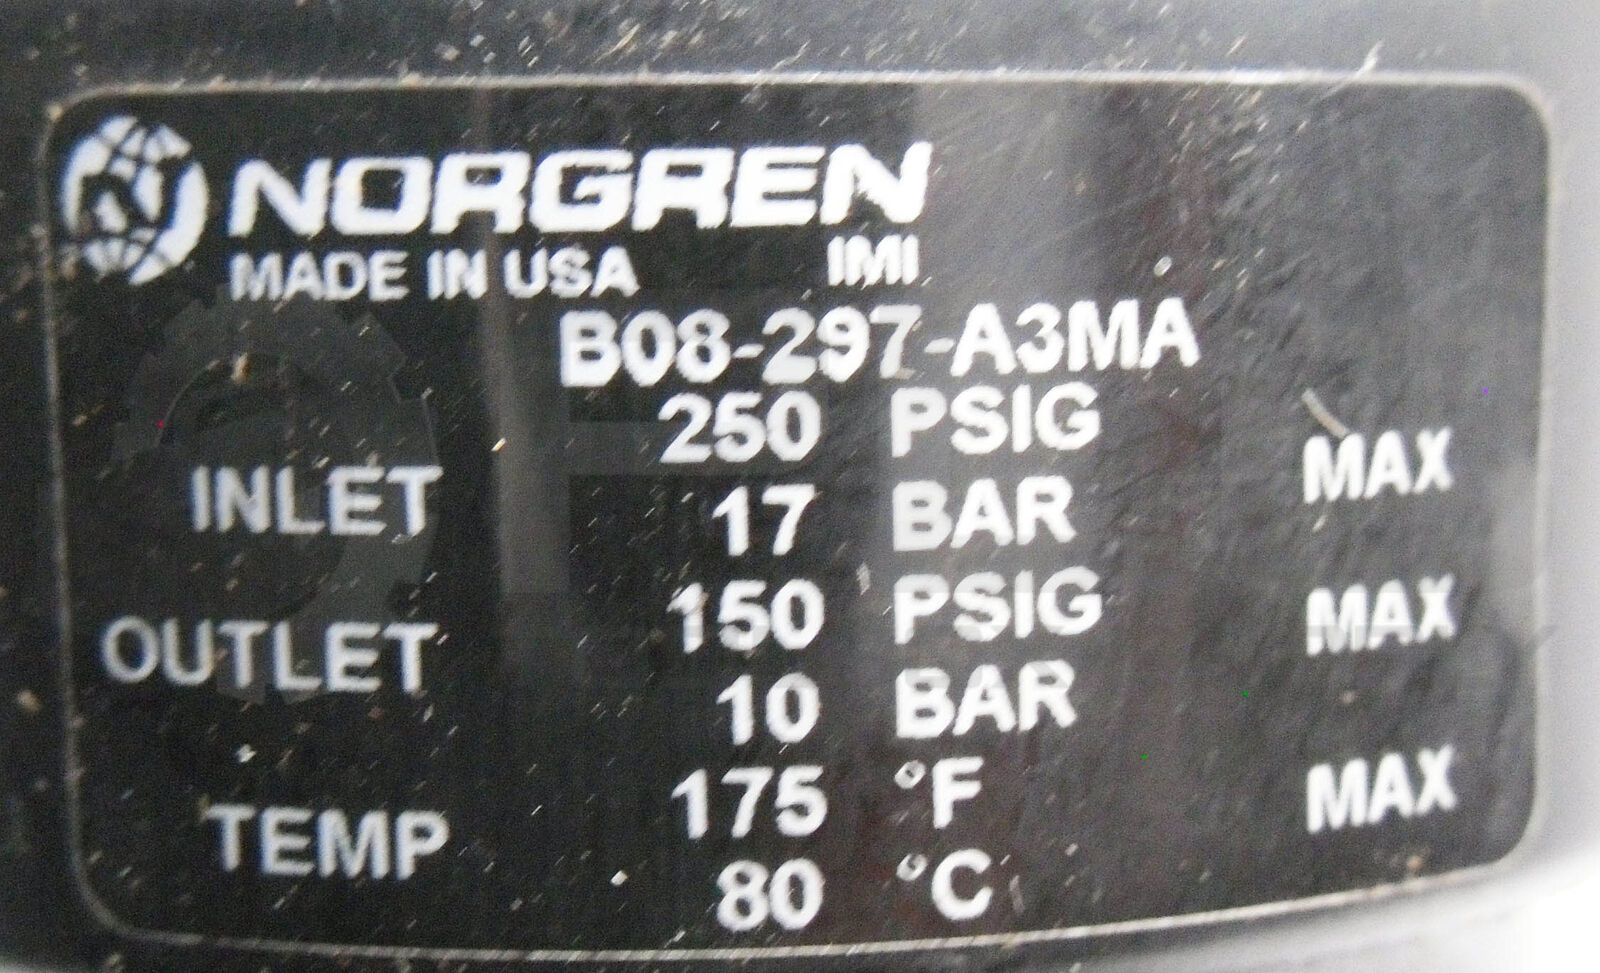 NORGREN
MADE IN USA IMI
B08-297-A3MA
250 PSIG
INLET MAX
17 BAR
150 PSIG MAX
OUTLET
10 BAR
175 °F MAX
TEMP
80 °C